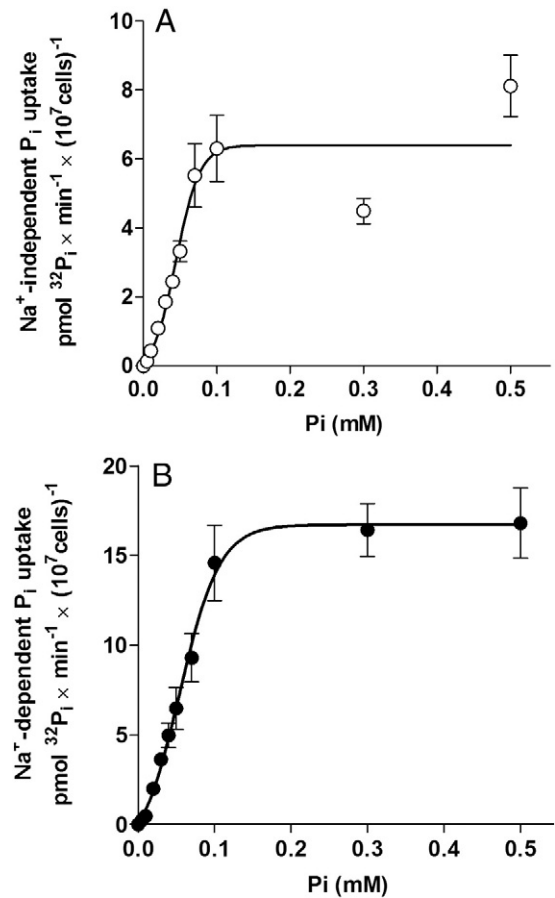 A
Na⁺-independent Pᵢ uptake
pmol ³²Pᵢ × min⁻¹ × (10⁷cells)⁻¹
10
8
6
4
2
0
0.0 0.1 0.2 0.3 0.4 0.5
Pi (mM)
B
Na⁺-dependent Pᵢ uptake
pmol ³²Pᵢ × min⁻¹ × (10⁷cells)⁻¹
20
15
10
5
0
0.0 0.1 0.2 0.3 0.4 0.5
Pi (mM)